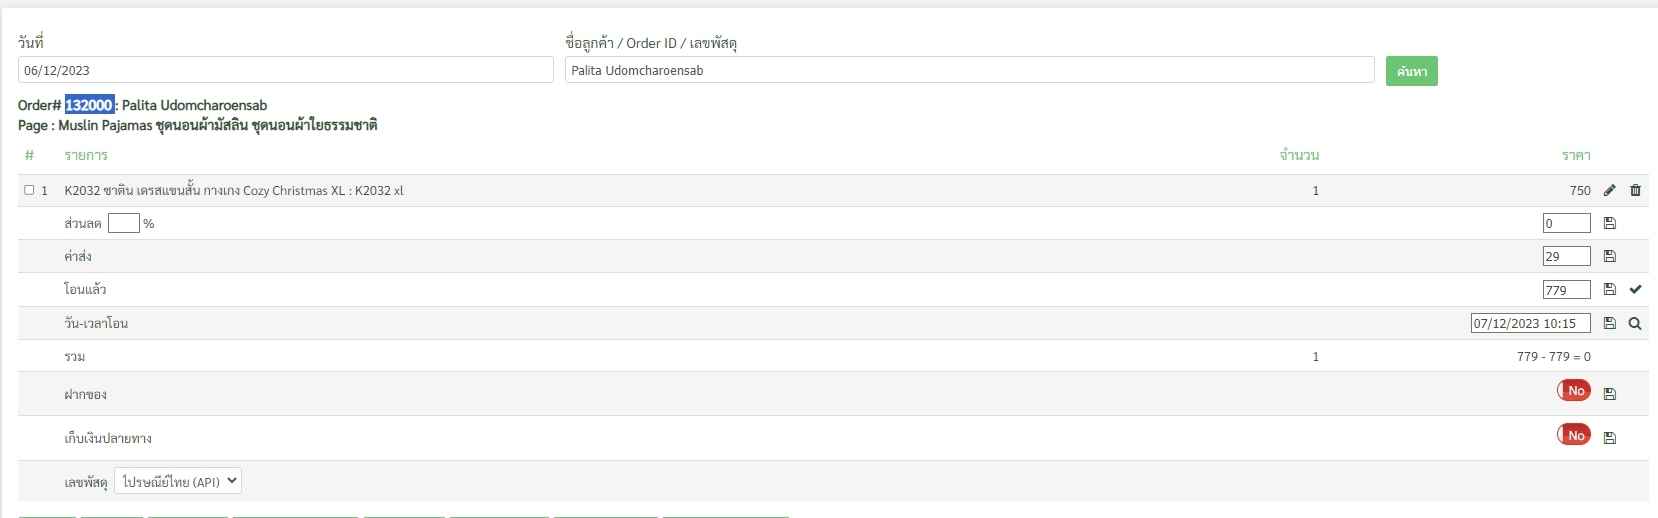 วันที่ ชื่อลูกค้า / Order ID / เลขพัสดุ
06/12/2023 Palita Udomcharoensab ค้นหา
Order# 132000 : Palita Udomcharoensab
Page : Muslin Pajamas ชุดนอนผ้ามัสลิน ชุดนอนผ้าใยธรรมชาติ
# รายการ จำนวน ราคา
1 K2032 ซาติน เดรสแขนสั้น กางเกง Cozy Christmas XL : K2032 xl 1 750
ส่วนลด % 0
ค่าส่ง 29
โอนแล้ว 779
วัน-เวลาโอน 07/12/2023 10:15
รวม 1 779 - 779 = 0
ฝากของ No
เก็บเงินปลายทาง No
เลขพัสดุ ไปรษณีย์ไทย (API)